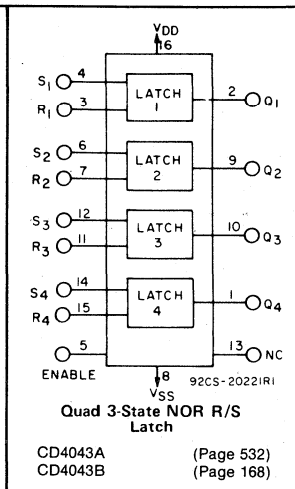 VDD
16
S1 4
R1 3
LATCH
1
2 Q1
S2 6
R2 7
LATCH
2
9 Q2
S3 12
R3 11
LATCH
3
10 Q3
S4 14
R4 15
LATCH
4
1 Q4
5
ENABLE
13 NC
8
VSS
92CS-20221R1
Quad 3-State NOR R/S
Latch
CD4043A (Page 532)
CD4043B (Page 168)